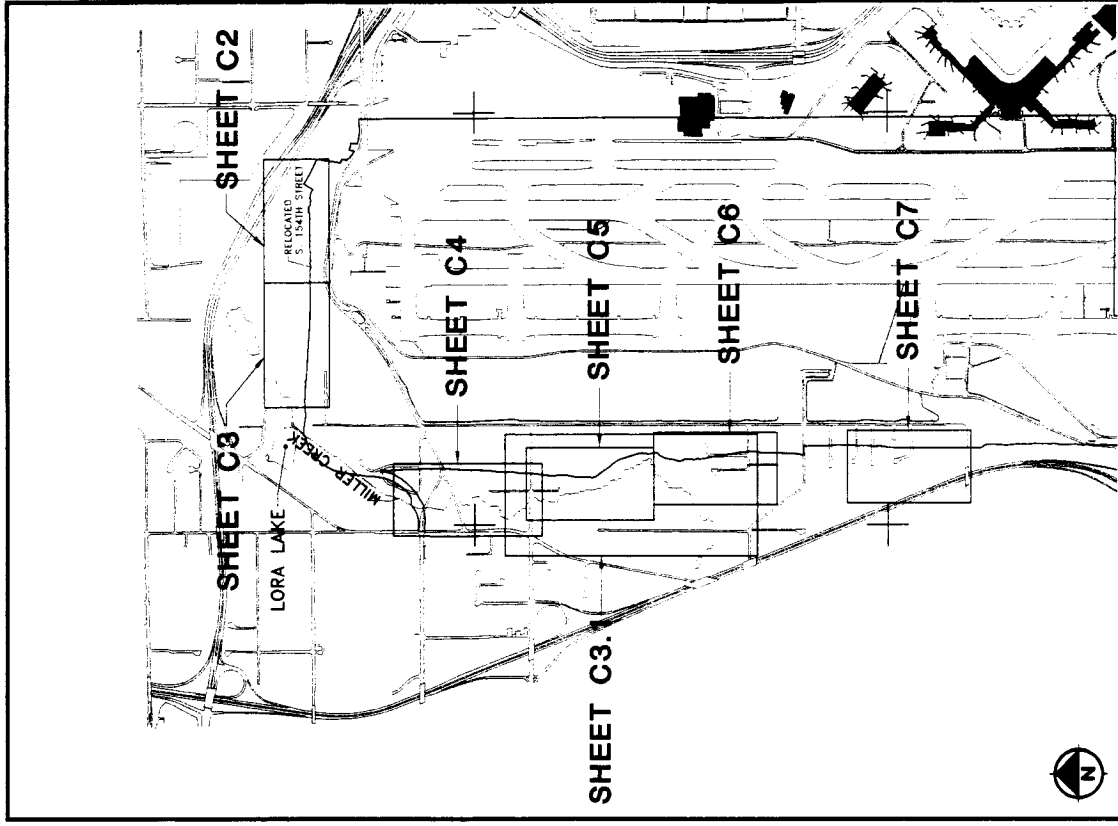 SHEET C2
RELOCATED
S. 154TH STREET
SHEET C3
LORA LAKE
MILLER CREEK
SHEET C4
SHEET C5
SHEET C6
SHEET C7
SHEET C3.1
N